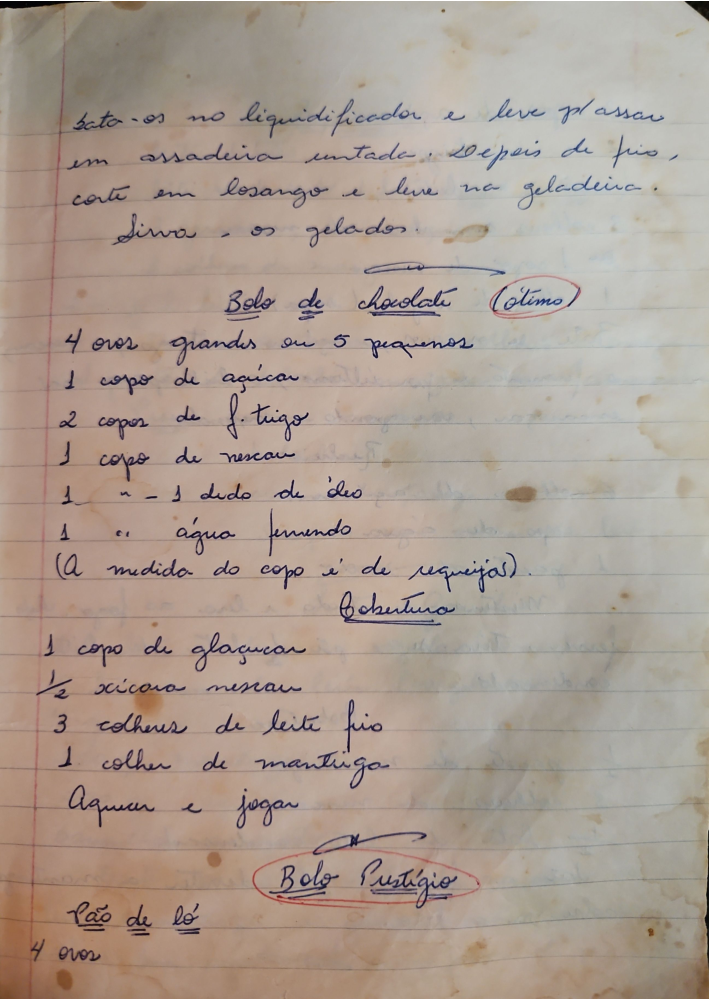 bata-os no liquidificador e leve p/ assar
em assadeira untada. Depois de frio,
corte em losango e leve na geladeira.
Sirva-os gelados.
Bolo de chocolate (ótimo)
4 ovos grandes ou 5 pequenos
1 copo de açúcar
2 copos de f. trigo
1 copo de nescau
1 " - 1 dedo de óleo
1 " água fervendo
(A medida do copo é de requeijão).
Cobertura
1 copo de glaçucar
1/2 xícara nescau
3 colheres de leite frio
1 colher de manteiga
Aquecer e jogar
Bolo Prestígio
Pão de ló
4 ovos